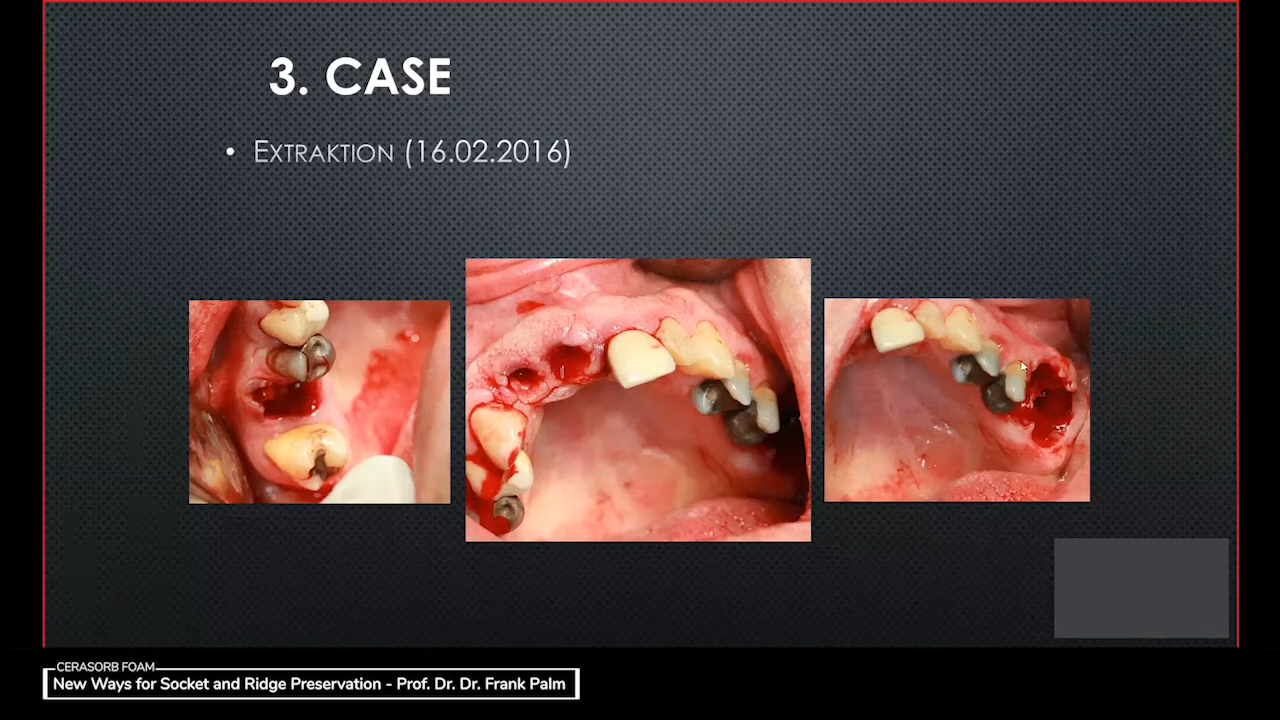 3. CASE
• EXTRAKTION (16.02.2016)
CERASORB FOAM
New Ways for Socket and Ridge Preservation - Prof. Dr. Dr. Frank Palm